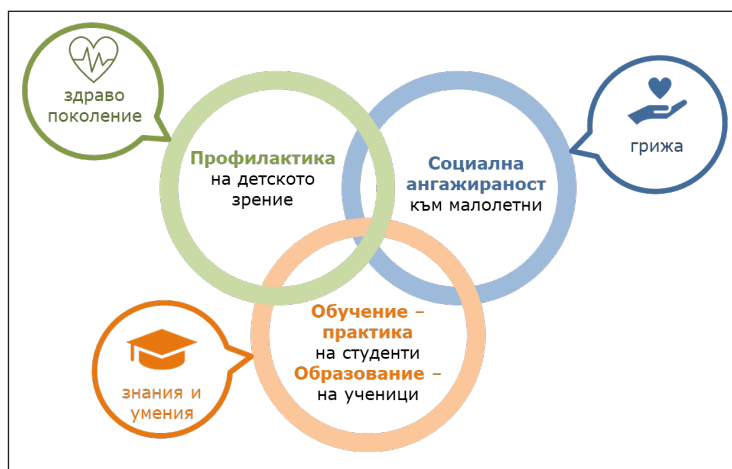 здраво
поколение
Профилактика
на детското
зрение
Социална
ангажираност
към малолетни
грижа
Обучение –
практика
на студенти
Образование –
на ученици
знания и
умения